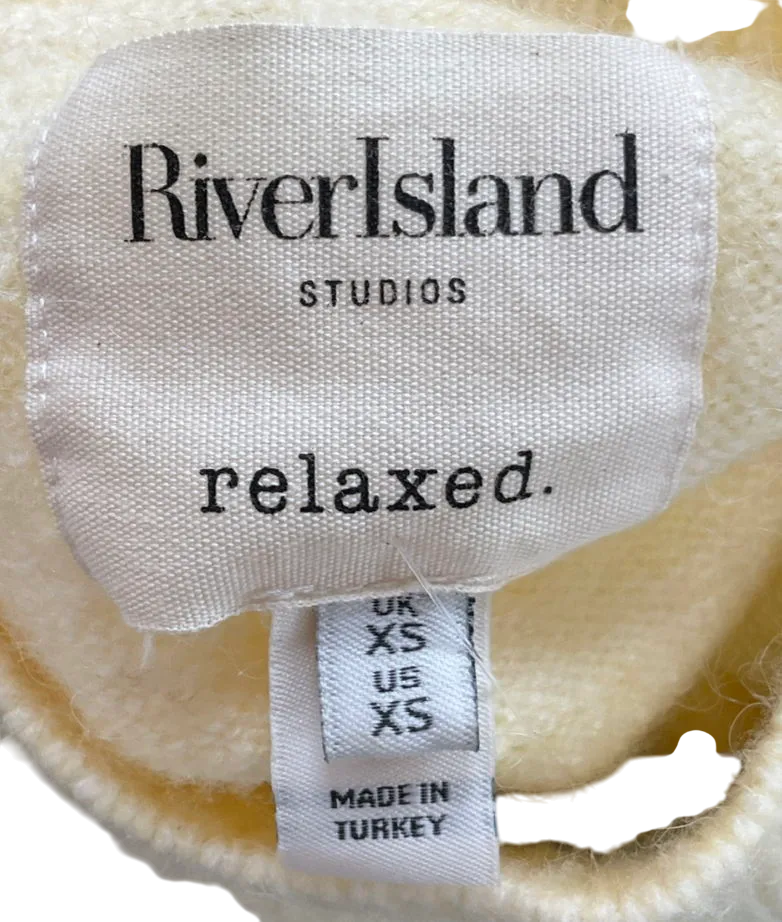 RiverIsland
STUDIOS
relaxed.
UK
XS
US
XS
MADE IN
TURKEY